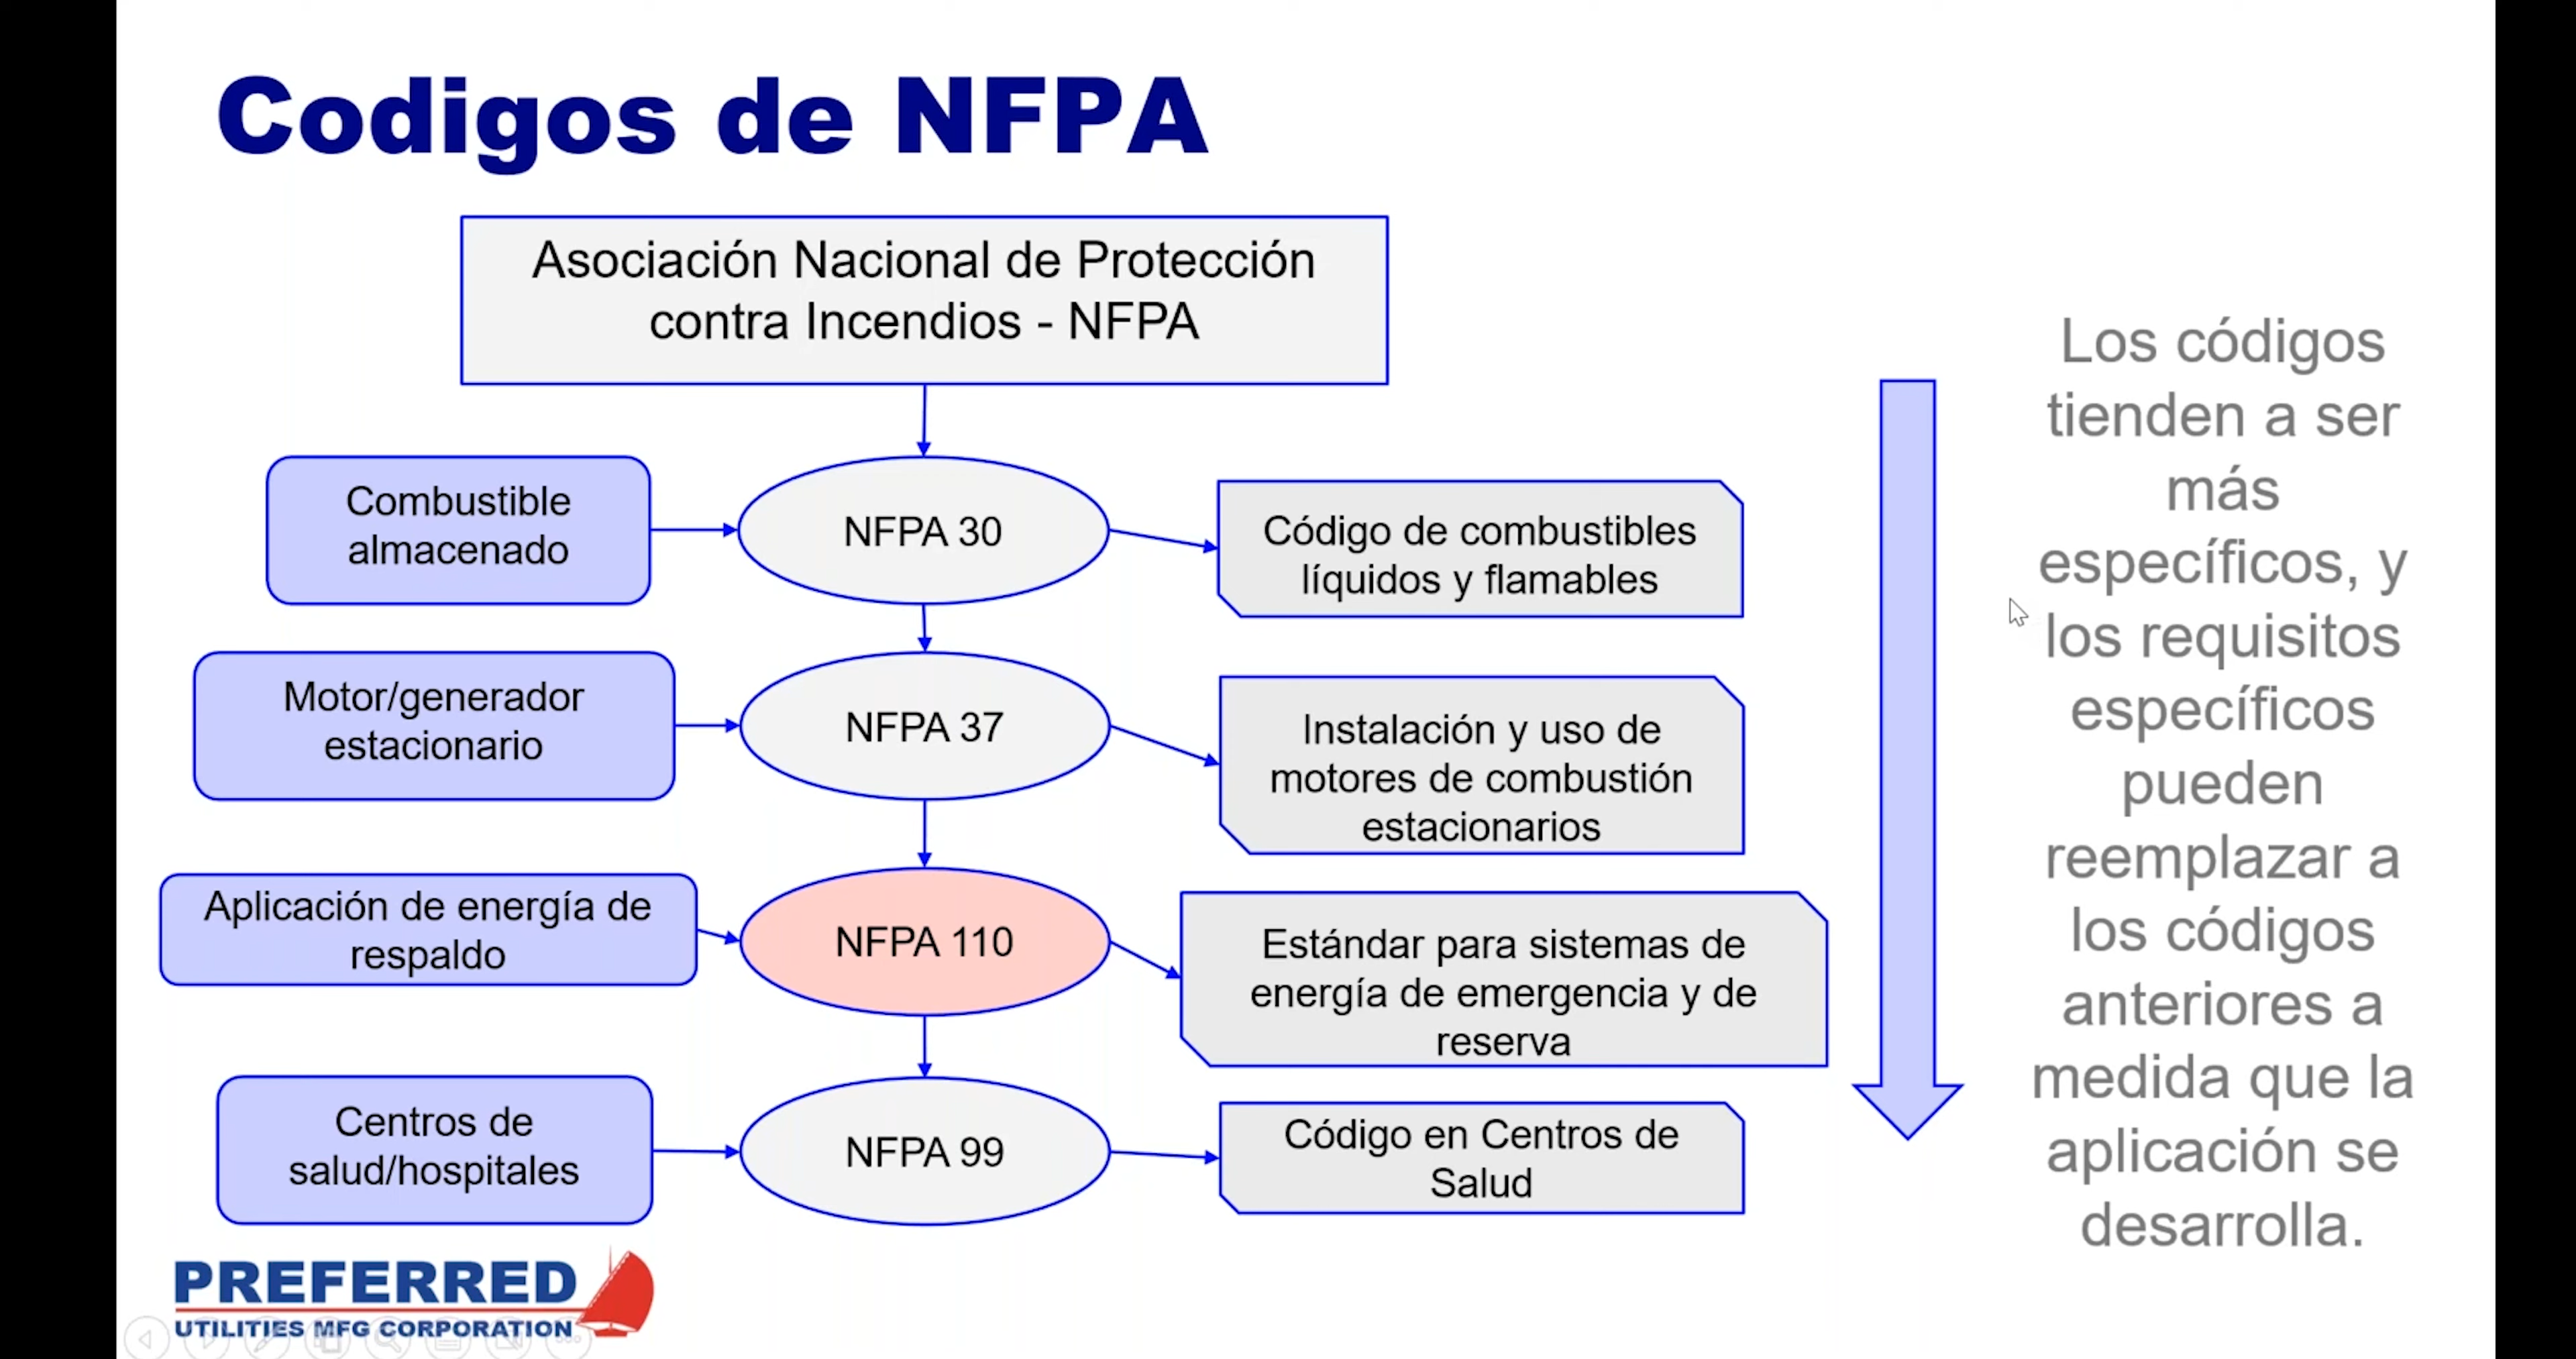 Codigos de NFPA
Asociación Nacional de Protección
contra Incendios - NFPA
Combustible
almacenado
NFPA 30
Código de combustibles
líquidos y flamables
Motor/generador
estacionario
NFPA 37
Instalación y uso de
motores de combustión
estacionarios
Aplicación de energía de
respaldo
NFPA 110
Estándar para sistemas de
energía de emergencia y de
reserva
Centros de
salud/hospitales
NFPA 99
Código en Centros de
Salud
Los códigos
tienden a ser
más
específicos, y
los requisitos
específicos
pueden
reemplazar a
los códigos
anteriores a
medida que la
aplicación se
desarrolla.
PREFERRED
UTILITIES MFG CORPORATION